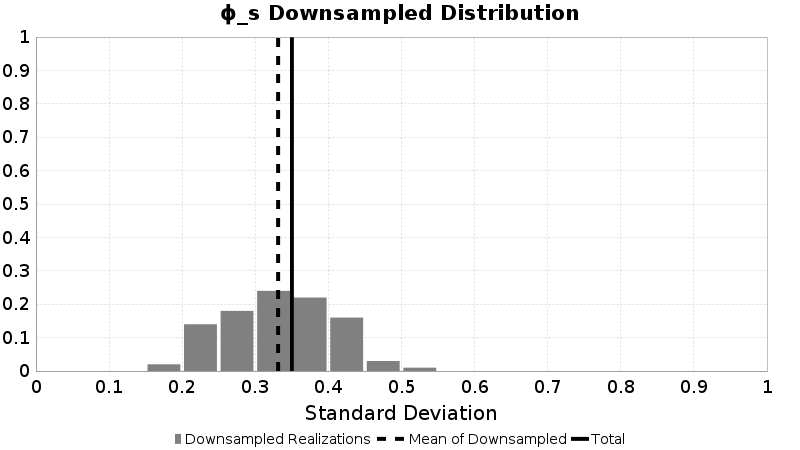 ϕ_s Downsampled Distribution
1
0.9
0.8
0.7
0.6
0.5
0.4
0.3
0.2
0.1
0
0 0.1 0.2 0.3 0.4 0.5 0.6 0.7 0.8 0.9 1
Standard Deviation
Downsampled Realizations Mean of Downsampled Total